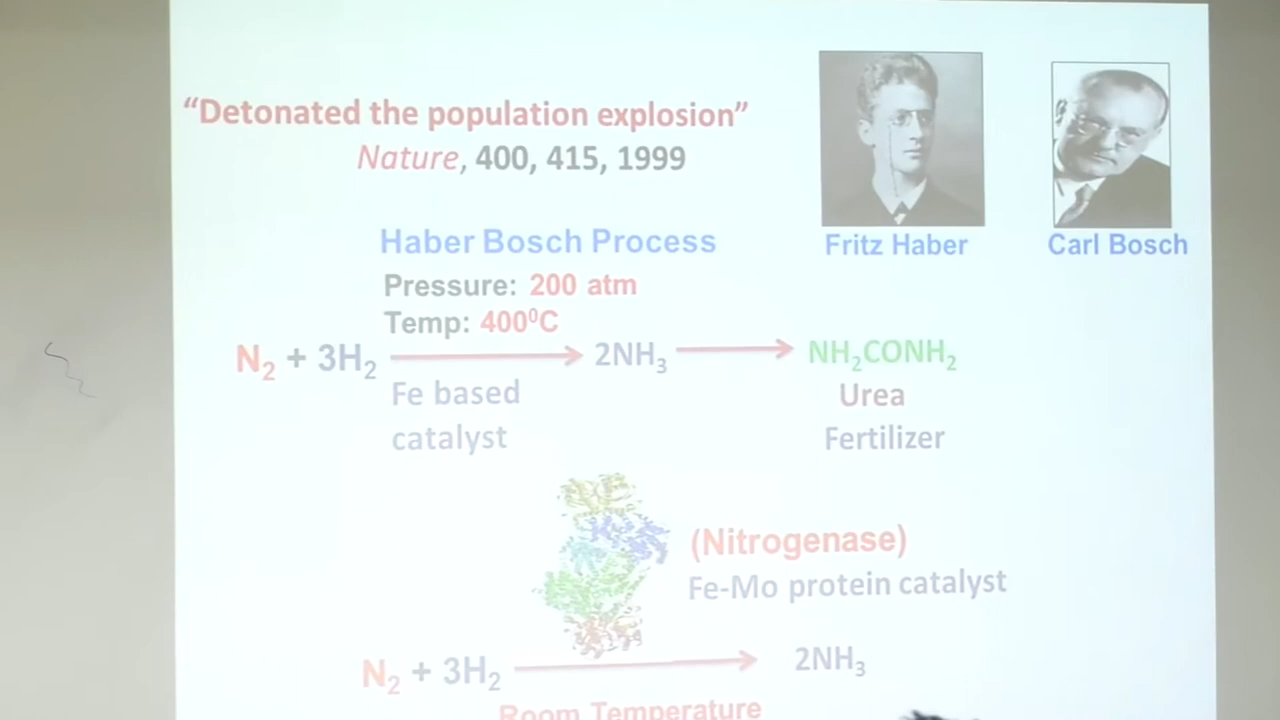 “Detonated the population explosion”
Nature, 400, 415, 1999
Fritz Haber
Carl Bosch
Haber Bosch Process
Pressure: 200 atm
Temp: 400⁰C
N₂ + 3H₂ 2NH₃ NH₂CONH₂
Fe based
catalyst
Urea
Fertilizer
(Nitrogenase)
Fe-Mo protein catalyst
N₂ + 3H₂ 2NH₃
Room Temperature